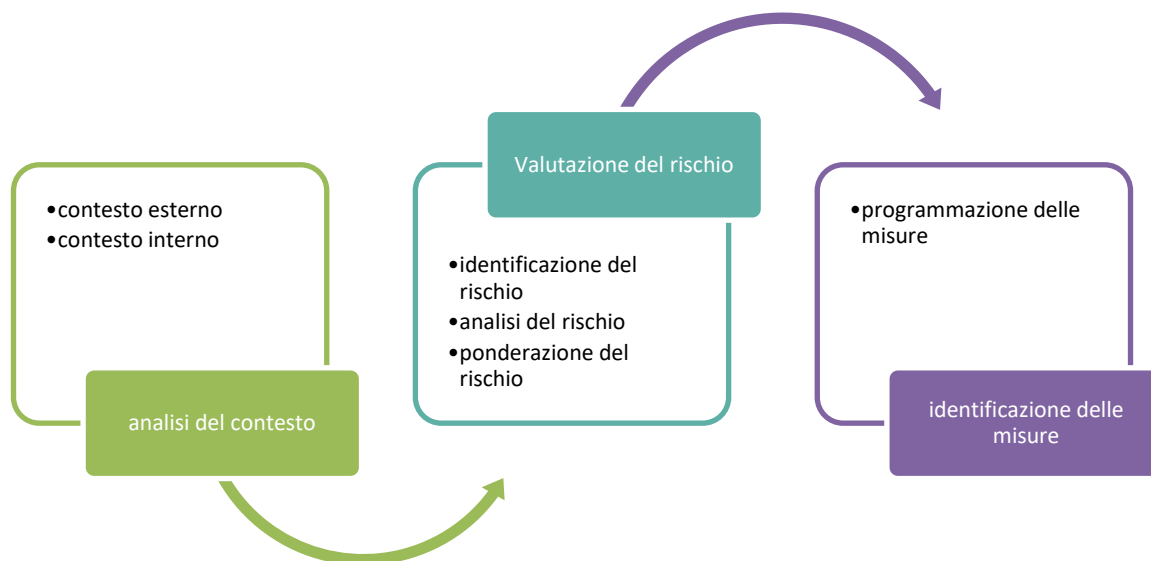 •contesto esterno
•contesto interno
analisi del contesto
Valutazione del rischio
•identificazione del
rischio
•analisi del rischio
•ponderazione del
rischio
•programmazione delle
misure
identificazione delle
misure